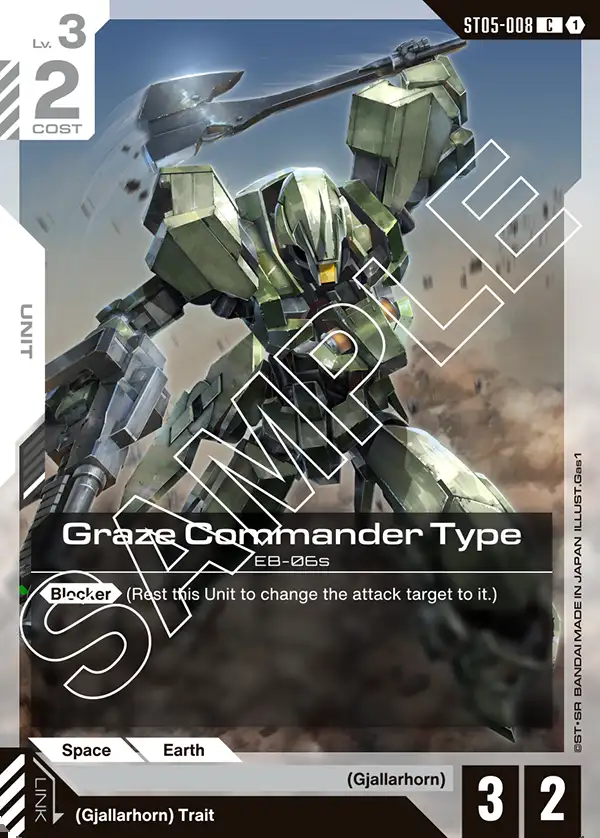 Lv. 3
2
COST
ST05-008 C 1
UNIT
SAMPLE
Graze Commander Type
EB-06s
Blocker (Rest this Unit to change the attack target to it.)
©ST・SR BANDAI MADE IN JAPAN ILLUST.Gas1
Space Earth
(Gjallarhorn)
LINK
(Gjallarhorn) Trait
3 2